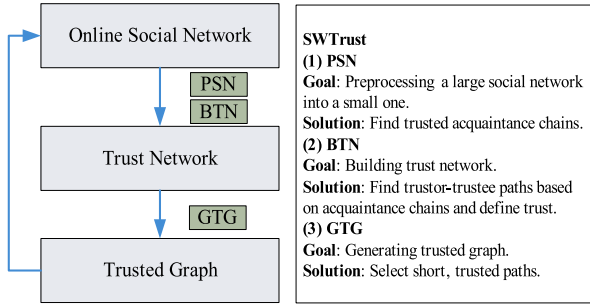 Online Social Network
PSN
BTN
Trust Network
GTG
Trusted Graph
SWTrust
(1) PSN
Goal: Preprocessing a large social network
into a small one.
Solution: Find trusted acquaintance chains.
(2) BTN
Goal: Building trust network.
Solution: Find trustor-trustee paths based
on acquaintance chains and define trust.
(3) GTG
Goal: Generating trusted graph.
Solution: Select short, trusted paths.